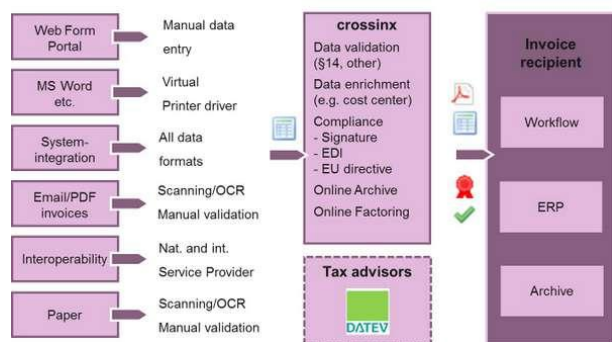 Web Form
Portal
Manual data
entry
MS Word
etc.
Virtual
Printer driver
System-
integration
All data
formats
Email/PDF
invoices
Scanning/OCR
Manual validation
Interoperability
Nat. and int.
Service Provider
Paper
Scanning/OCR
Manual validation
crossinx
Data validation
(§14, other)
Data enrichment
(e.g. cost center)
Compliance
- Signature
- EDI
- EU directive
Online Archive
Online Factoring
Tax advisors
DATEV
Invoice
recipient
Workflow
ERP
Archive